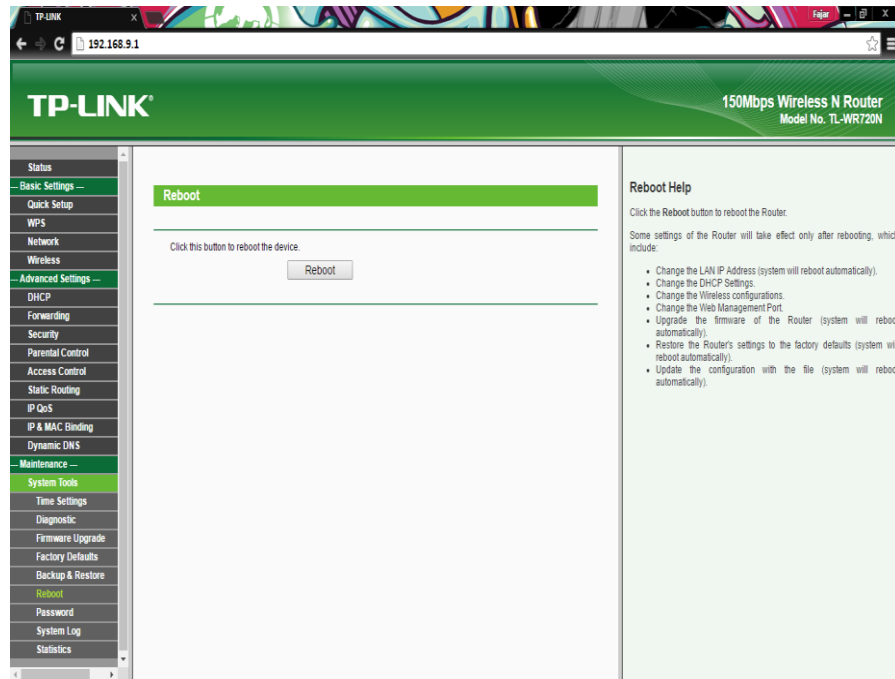 TP-LINK
Fajar
192.168.9.1
TP-LINK®
150Mbps Wireless N Router
Model No. TL-WR720N
Status
— Basic Settings —
Quick Setup
WPS
Network
Wireless
— Advanced Settings —
DHCP
Forwarding
Security
Parental Control
Access Control
Static Routing
IP QoS
IP & MAC Binding
Dynamic DNS
— Maintenance —
System Tools
Time Settings
Diagnostic
Firmware Upgrade
Factory Defaults
Backup & Restore
Reboot
Password
System Log
Statistics
Reboot
Click this button to reboot the device.
Reboot
Reboot Help
Click the Reboot button to reboot the Router.
Some settings of the Router will take effect only after rebooting, which
include:
• Change the LAN IP Address (system will reboot automatically).
• Change the DHCP Settings.
• Change the Wireless configurations.
• Change the Web Management Port.
• Upgrade the firmware of the Router (system will reboo
automatically).
• Restore the Router's settings to the factory defaults (system wi
reboot automatically).
• Update the configuration with the file (system will reboo
automatically).